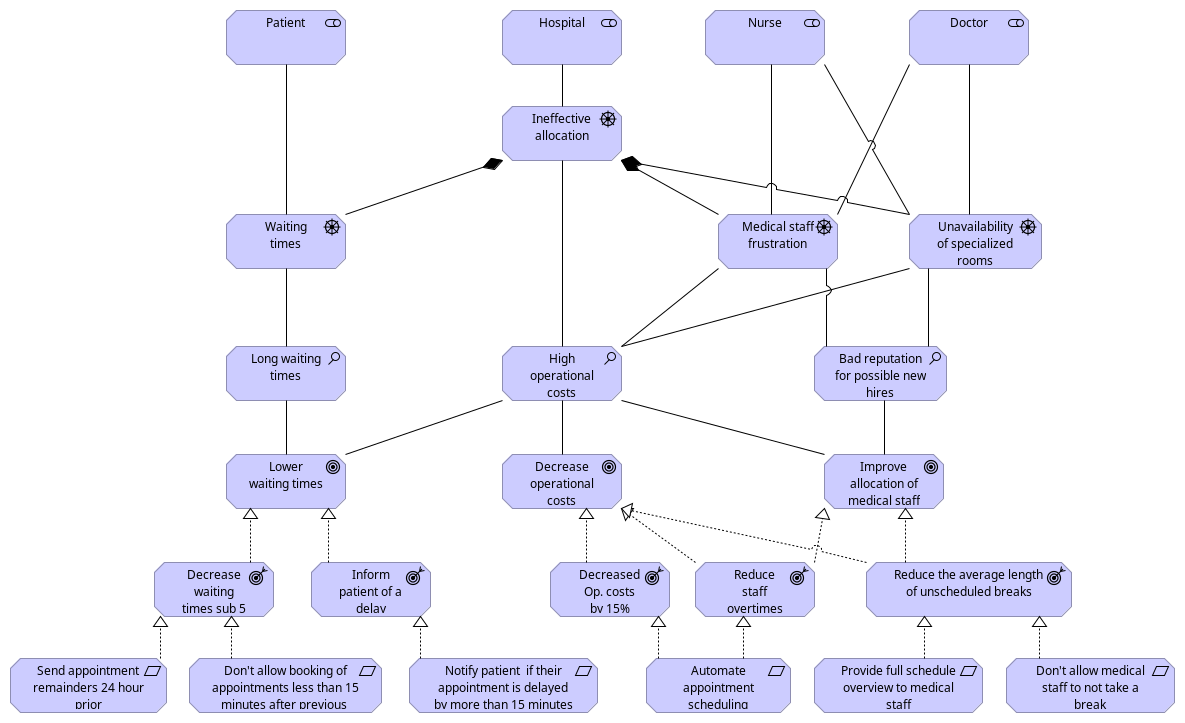 Patient
Hospital
Nurse
Doctor
Ineffective
allocation
Waiting
times
Medical staff
frustration
Unavailability
of specialized
rooms
Long waiting
times
High
operational
costs
Bad reputation
for possible new
hires
Lower
waiting times
Decrease
operational
costs
Improve
allocation of
medical staff
Decrease
waiting
times sub 5
Inform
patient of a
delay
Decreased
Op. costs
by 15%
Reduce
staff
overtimes
Reduce the average length
of unscheduled breaks
Send appointment
remainders 24 hour
prior
Don't allow booking of
appointments less than 15
minutes after previous
Notify patient if their
appointment is delayed
by more than 15 minutes
Automate
appointment
scheduling
Provide full schedule
overview to medical
staff
Don't allow medical
staff to not take a
break